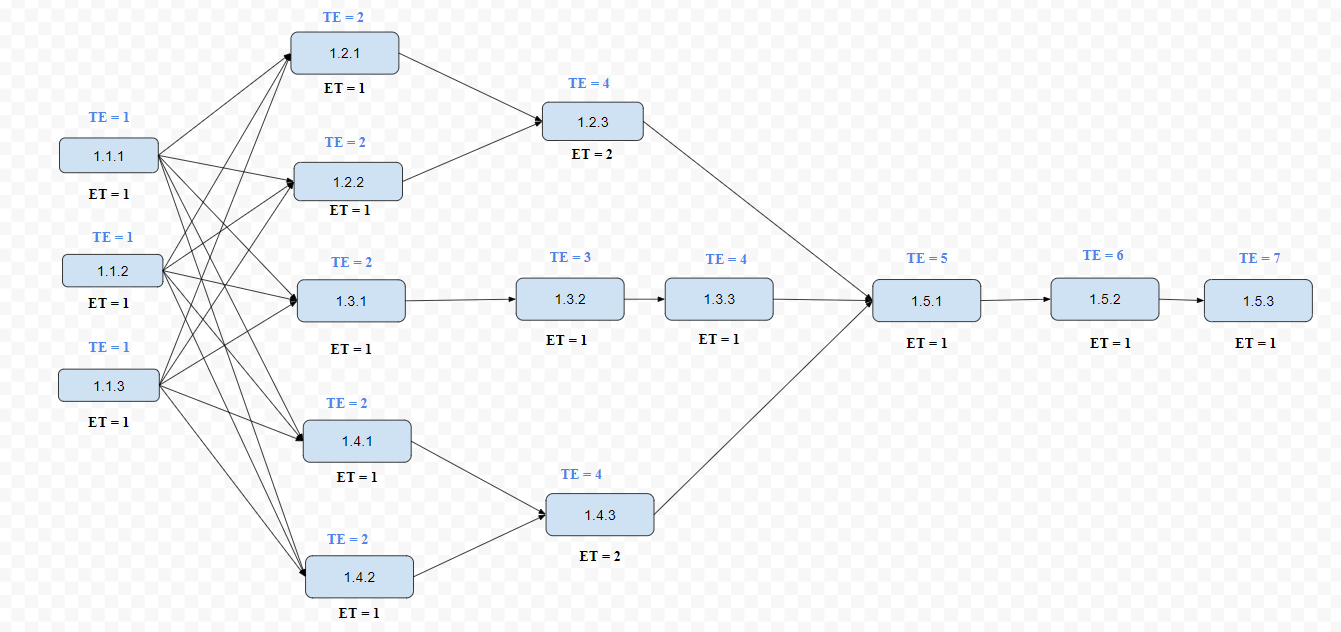 TE = 1
1.1.1
ET = 1
TE = 1
1.1.2
ET = 1
TE = 1
1.1.3
ET = 1
TE = 2
1.2.1
ET = 1
TE = 2
1.2.2
ET = 1
TE = 2
1.3.1
ET = 1
TE = 2
1.4.1
ET = 1
TE = 2
1.4.2
ET = 1
TE = 4
1.2.3
ET = 2
TE = 3
1.3.2
ET = 1
TE = 4
1.3.3
ET = 1
TE = 4
1.4.3
ET = 2
TE = 5
1.5.1
ET = 1
TE = 6
1.5.2
ET = 1
TE = 7
1.5.3
ET = 1